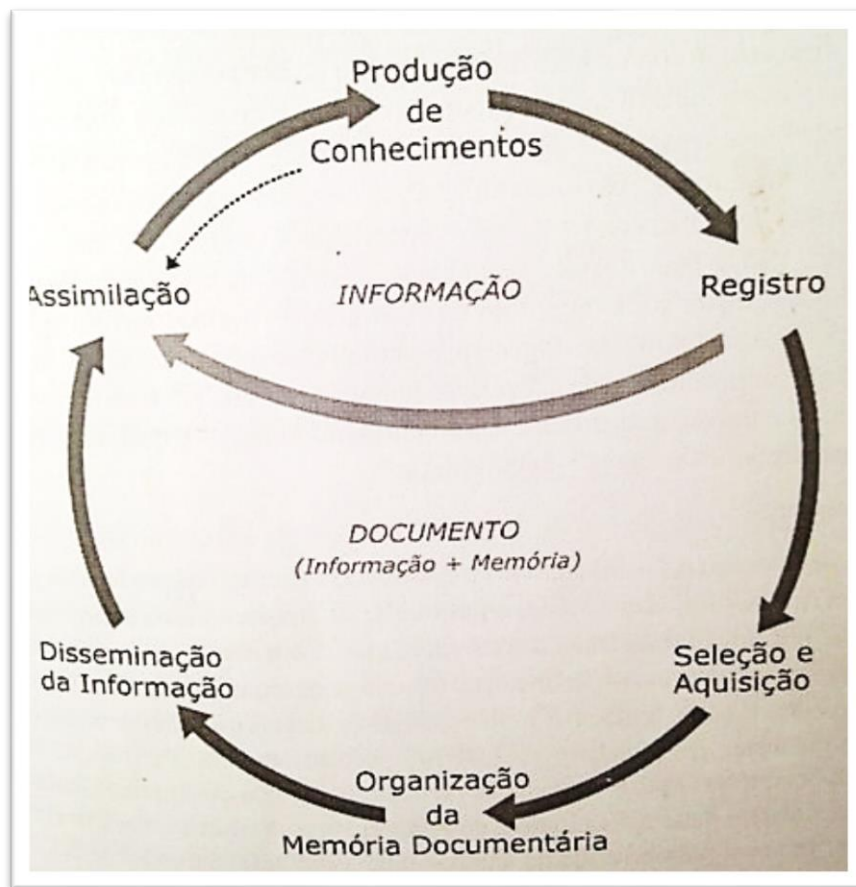 Produção
de
Conhecimentos
Assimilação
INFORMAÇÃO
Registro
DOCUMENTO
(Informação + Memória)
Disseminação
da Informação
Seleção e
Aquisição
Organização
da
Memória Documentária